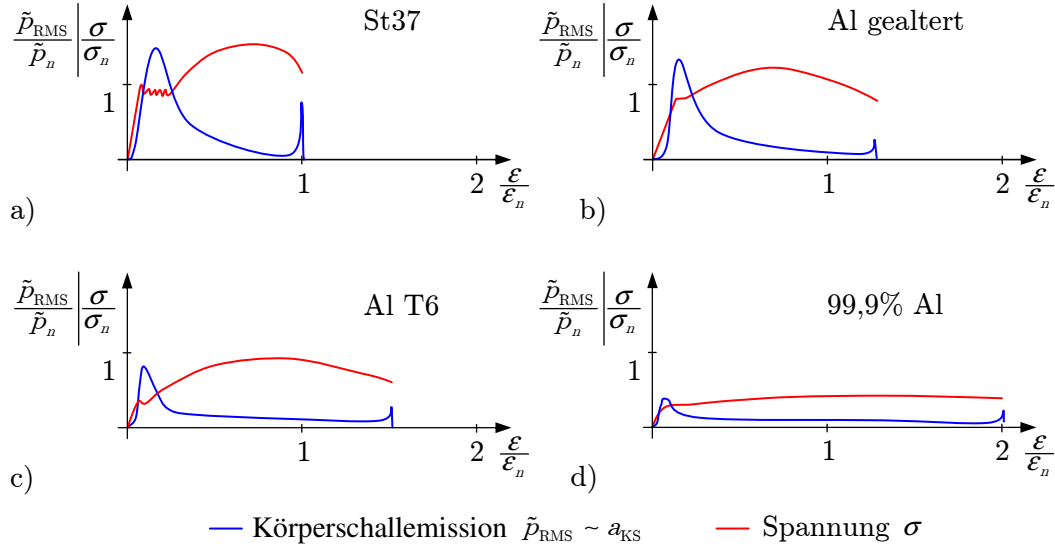 St37
p̃RMS/p̃n | σ/σn
1
1
2
ε/εn
a)
Al gealtert
p̃RMS/p̃n | σ/σn
1
1
2
ε/εn
b)
Al T6
p̃RMS/p̃n | σ/σn
1
1
2
ε/εn
c)
99,9% Al
p̃RMS/p̃n | σ/σn
1
1
2
ε/εn
d)
Körperschallemission p̃RMS ~ aKS
Spannung σ